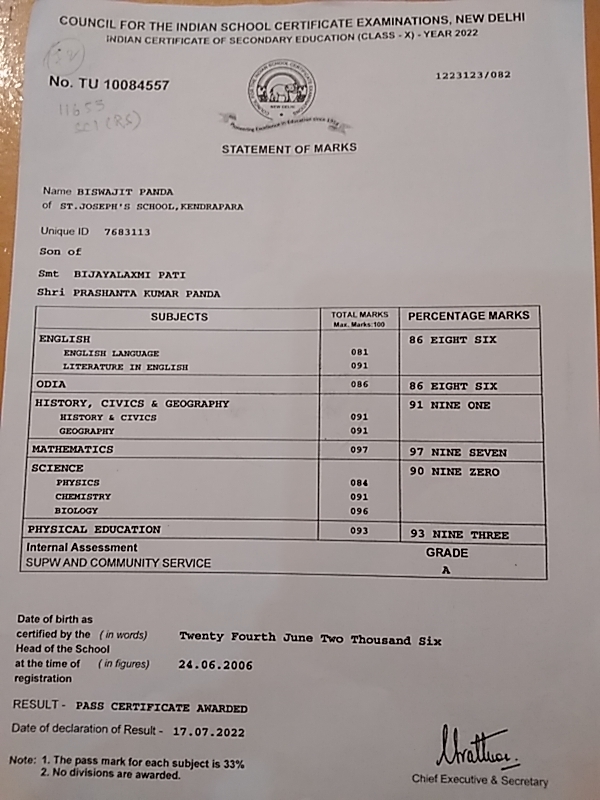 COUNCIL FOR THE INDIAN SCHOOL CERTIFICATE EXAMINATIONS, NEW DELHI
INDIAN CERTIFICATE OF SECONDARY EDUCATION (CLASS - X) - YEAR 2022
No. TU 10084557
1223123/082
11653
NEW DELHI
STATEMENT OF MARKS
Name BISWAJIT PANDA
of ST.JOSEPH'S SCHOOL,KENDRAPARA
Unique ID 7683113
Son of
Smt BIJAYALAXMI PATI
Shri PRASHANTA KUMAR PANDA
SUBJECTS TOTAL MARKS Max. Marks:100 PERCENTAGE MARKS
ENGLISH 86 EIGHT SIX
ENGLISH LANGUAGE 081
LITERATURE IN ENGLISH 091
ODIA 086 86 EIGHT SIX
HISTORY, CIVICS & GEOGRAPHY 91 NINE ONE
HISTORY & CIVICS 091
GEOGRAPHY 091
MATHEMATICS 097 97 NINE SEVEN
SCIENCE 90 NINE ZERO
PHYSICS 084
CHEMISTRY 091
BIOLOGY 096
PHYSICAL EDUCATION 093 93 NINE THREE
Internal Assessment GRADE
SUPW AND COMMUNITY SERVICE A
Date of birth as
certified by the (in words) Twenty Fourth June Two Thousand Six
Head of the School
at the time of (in figures) 24.06.2006
registration
RESULT - PASS CERTIFICATE AWARDED
Date of declaration of Result - 17.07.2022
Note: 1. The pass mark for each subject is 33%
2. No divisions are awarded.
Chief Executive & Secretary